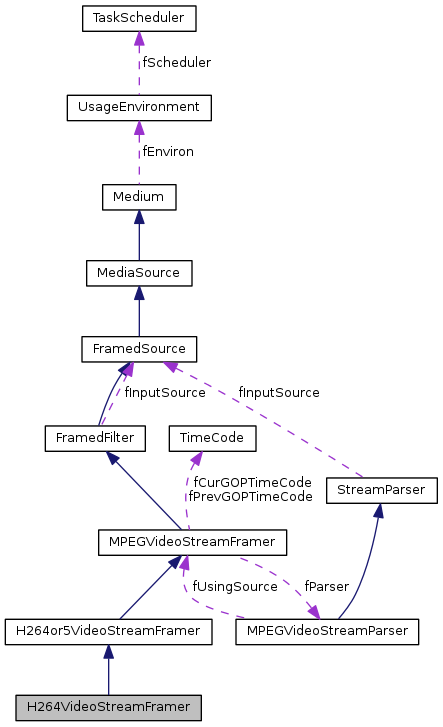 TaskScheduler
fScheduler
UsageEnvironment
fEnviron
Medium
MediaSource
FramedSource
fInputSource
fInputSource
FramedFilter
TimeCode
fCurGOPTimeCode
fPrevGOPTimeCode
StreamParser
MPEGVideoStreamFramer
fUsingSource
fParser
H264or5VideoStreamFramer
MPEGVideoStreamParser
H264VideoStreamFramer